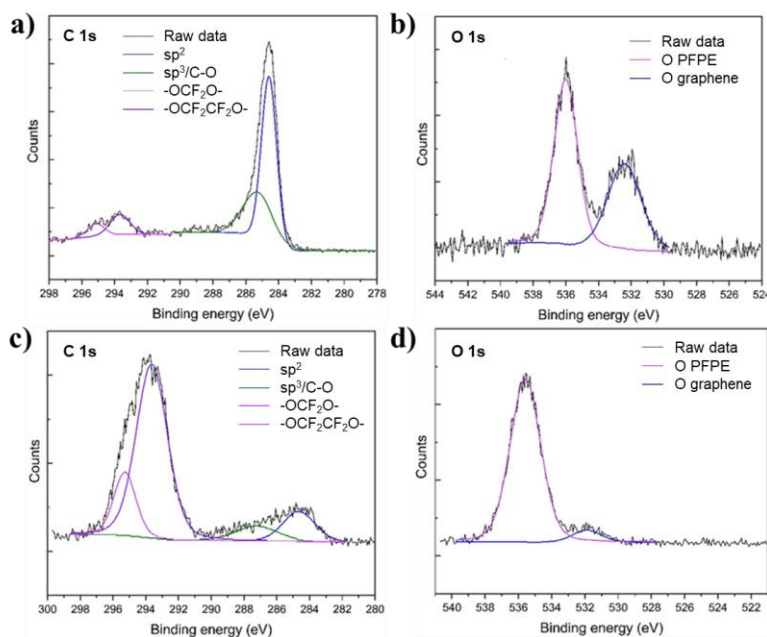 a)
C 1s
Raw data
sp²
sp³/C-O
-OCF₂O-
-OCF₂CF₂O-
Counts
298 296 294 292 290 288 286 284 282 280 278
Binding energy (eV)
b)
O 1s
Raw data
O PFPE
O graphene
Counts
544 542 540 538 536 534 532 530 528 526 524
Binding energy (eV)
c)
C 1s
Raw data
sp²
sp³/C-O
-OCF₂O-
-OCF₂CF₂O-
Counts
300 298 296 294 292 290 288 286 284 282 280
Binding energy (eV)
d)
O 1s
Raw data
O PFPE
O graphene
Counts
540 538 536 534 532 530 528 526 524 522
Binding energy (eV)